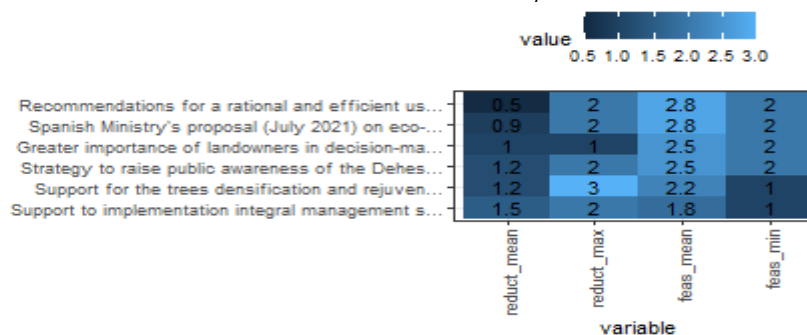 value
0.5 1.0 1.5 2.0 2.5 3.0
Recommendations for a rational and efficient us... 0.5 2 2.8 2
Spanish Ministry's proposal (July 2021) on eco-... 0.9 2 2.8 2
Greater importance of landowners in decision-ma... 1 1 2.5 2
Strategy to raise public awareness of the Dehes... 1.2 2 2.5 2
Support for the trees densification and rejuven... 1.2 3 2.2 1
Support to implementation integral management s... 1.5 2 1.8 1
reduct_mean
reduct_max
feas_mean
feas_min
variable